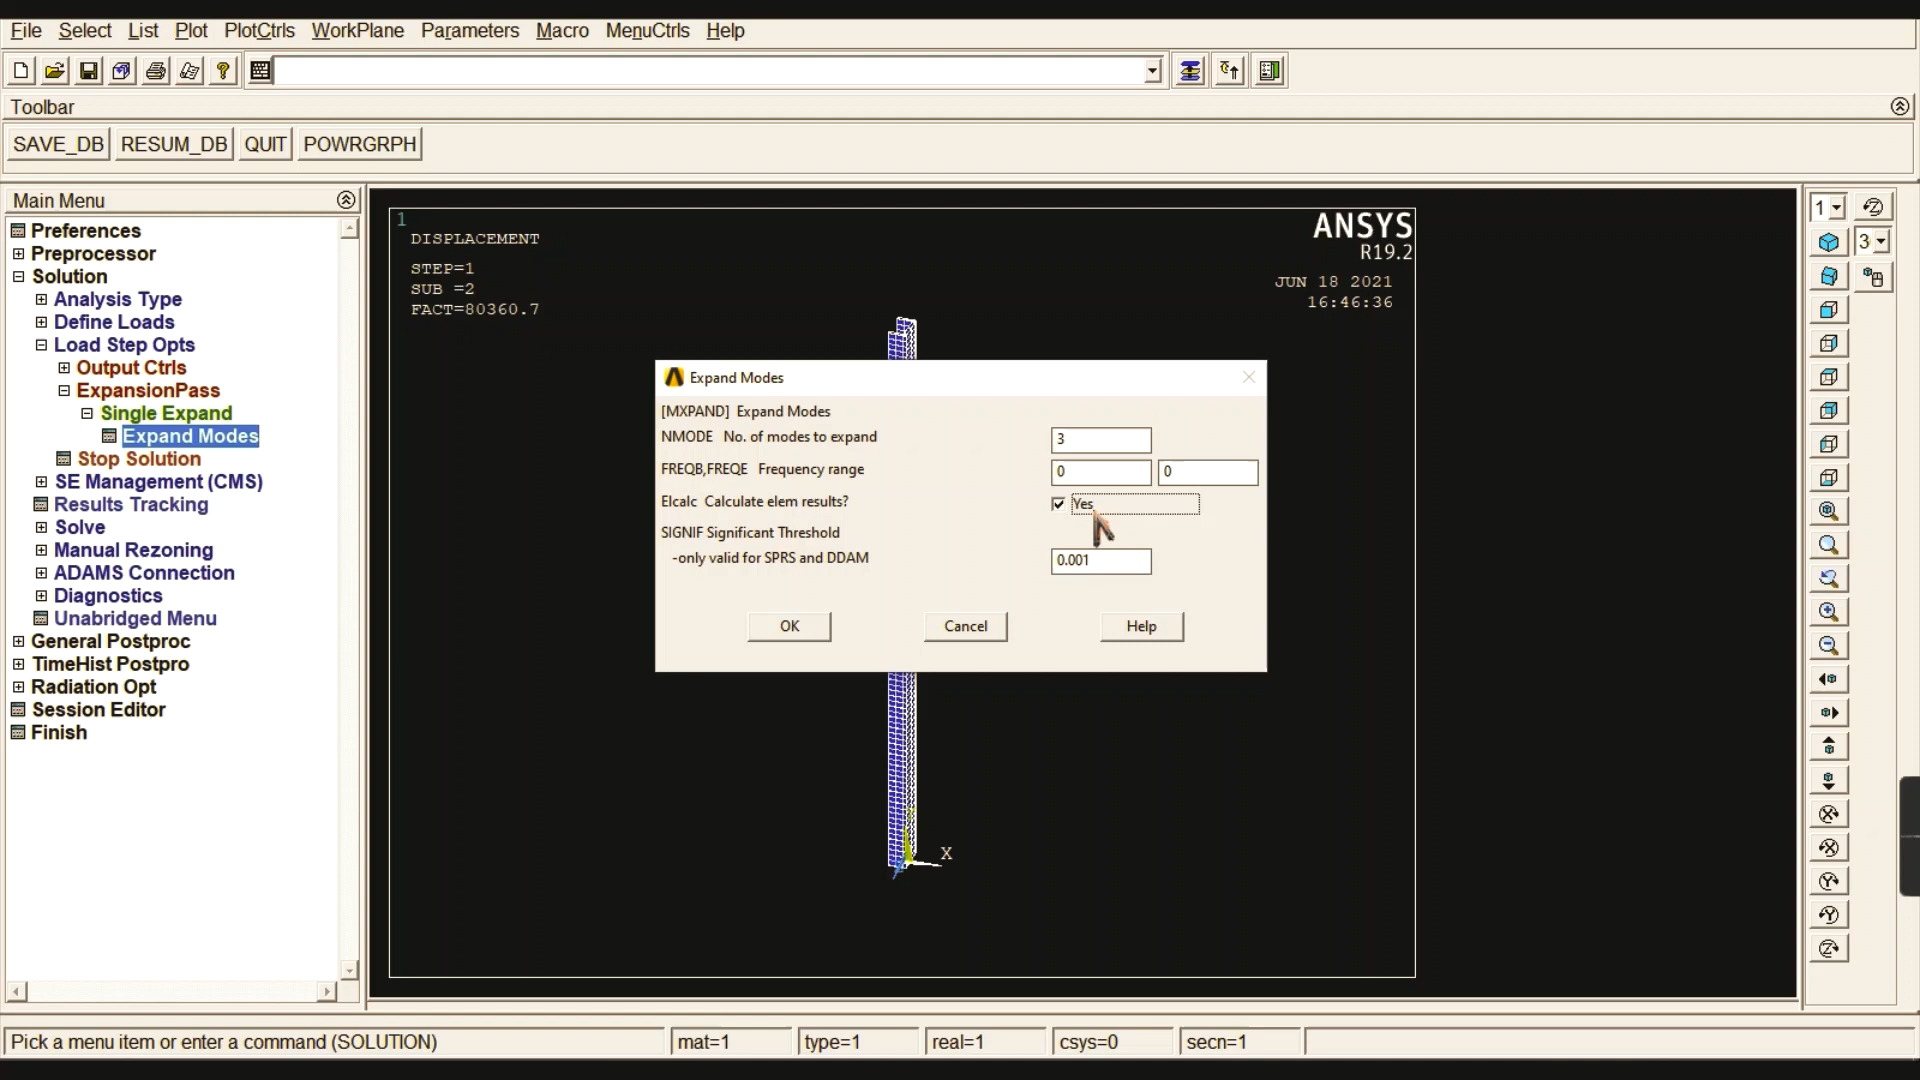 File Select List Plot PlotCtrls WorkPlane Parameters Macro MenuCtrls Help
Toolbar
SAVE_DB RESUM_DB QUIT POWRGRPH
Main Menu
Preferences
Preprocessor
Solution
Analysis Type
Define Loads
Load Step Opts
Output Ctrls
ExpansionPass
Single Expand
Expand Modes
Stop Solution
SE Management (CMS)
Results Tracking
Solve
Manual Rezoning
ADAMS Connection
Diagnostics
Unabridged Menu
General Postproc
TimeHist Postpro
Radiation Opt
Session Editor
Finish
1
DISPLACEMENT
STEP=1
SUB =2
FACT=80360.7
ANSYS
R19.2
JUN 18 2021
16:46:36
Expand Modes
[MXPAND] Expand Modes
NMODE No. of modes to expand 3
FREQB,FREQE Frequency range 0 0
Elcalc Calculate elem results? Yes
SIGNIF Significant Threshold
-only valid for SPRS and DDAM 0.001
OK Cancel Help
X
1
3
Pick a menu item or enter a command (SOLUTION) mat=1 type=1 real=1 csys=0 secn=1